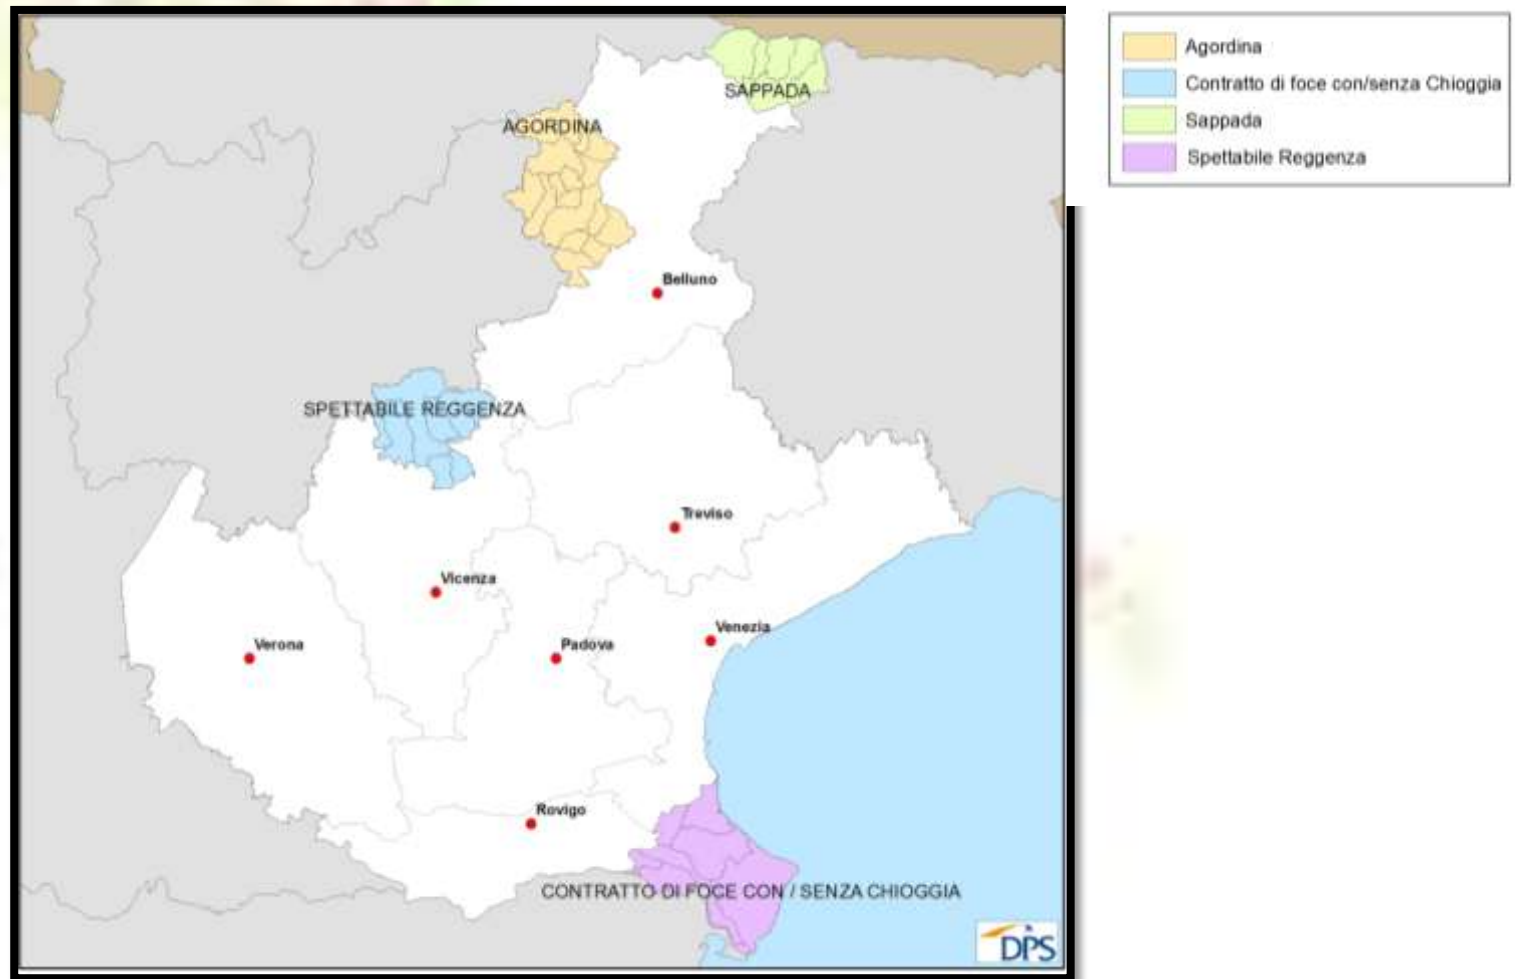 Agordina
Contratto di foce con/senza Chioggia
Sappada
Spettabile Reggenza
SAPPADA
AGORDINA
Belluno
SPETTABILE REGGENZA
Treviso
Vicenza
Venezia
Verona
Padova
Rovigo
CONTRATTO DI FOCE CON / SENZA CHIOGGIA
DPS